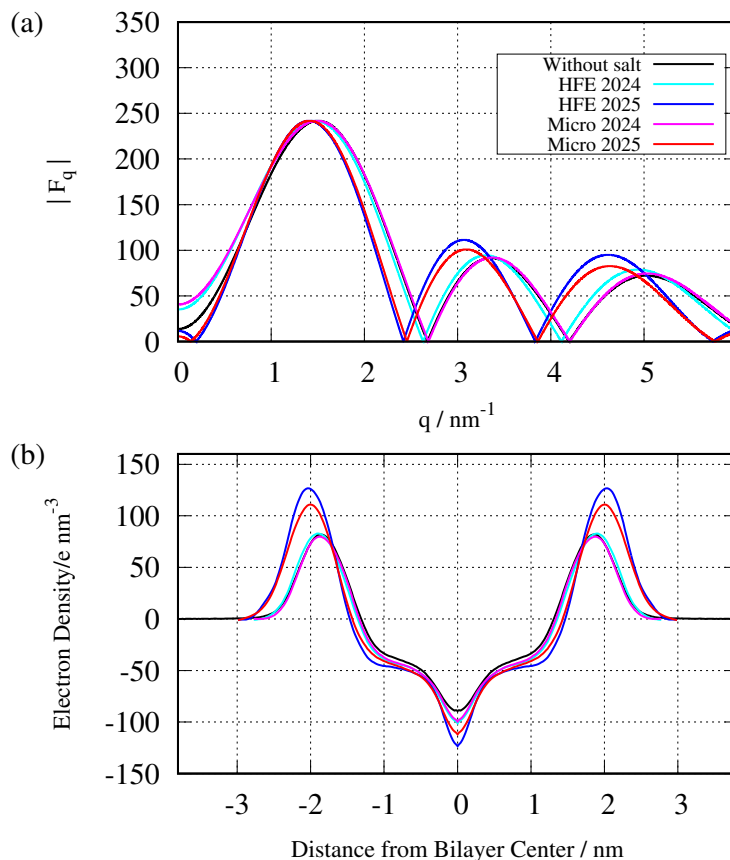 (a)
350
300
250
200
150
100
50
0
| F_q |
Without salt
HFE 2024
HFE 2025
Micro 2024
Micro 2025
0 1 2 3 4 5
q / nm^-1
(b)
150
100
50
0
-50
-100
-150
Electron Density/e nm^-3
-3 -2 -1 0 1 2 3
Distance from Bilayer Center / nm